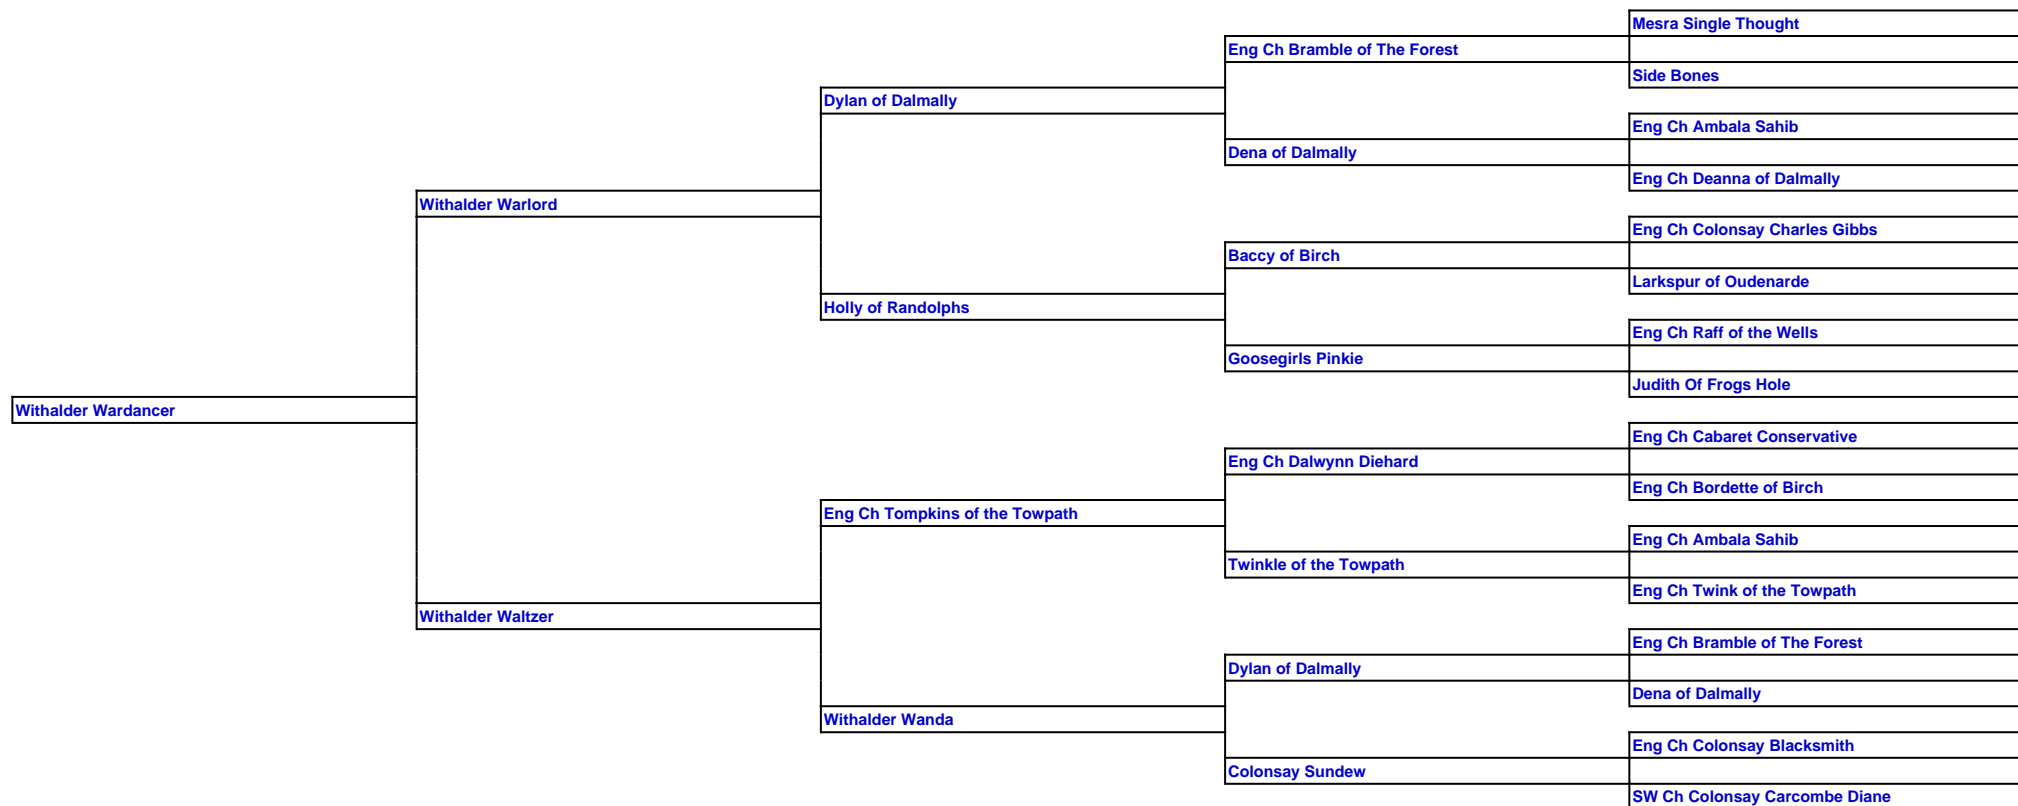 Mesra Single Thought
Eng Ch Bramble of The Forest
Side Bones
Dylan of Dalmally
Eng Ch Ambala Sahib
Dena of Dalmally
Eng Ch Deanna of Dalmally
Withalder Warlord
Eng Ch Colonsay Charles Gibbs
Baccy of Birch
Larkspur of Oudenarde
Holly of Randolphs
Eng Ch Raff of the Wells
Goosegirls Pinkie
Judith Of Frogs Hole
Withalder Wardancer
Eng Ch Cabaret Conservative
Eng Ch Dalwynn Diehard
Eng Ch Bordette of Birch
Eng Ch Tompkins of the Towpath
Eng Ch Ambala Sahib
Twinkle of the Towpath
Eng Ch Twink of the Towpath
Withalder Waltzer
Eng Ch Bramble of The Forest
Dylan of Dalmally
Dena of Dalmally
Withalder Wanda
Eng Ch Colonsay Blacksmith
Colonsay Sundew
SW Ch Colonsay Carcombe Diane